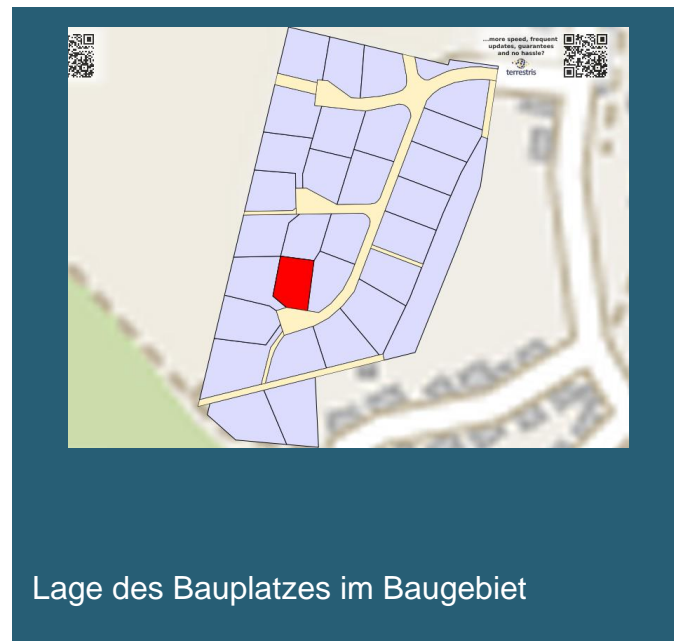 ...more speed, frequent
updates, guarantees
and no hassle?
terrestris
Lage des Bauplatzes im Baugebiet